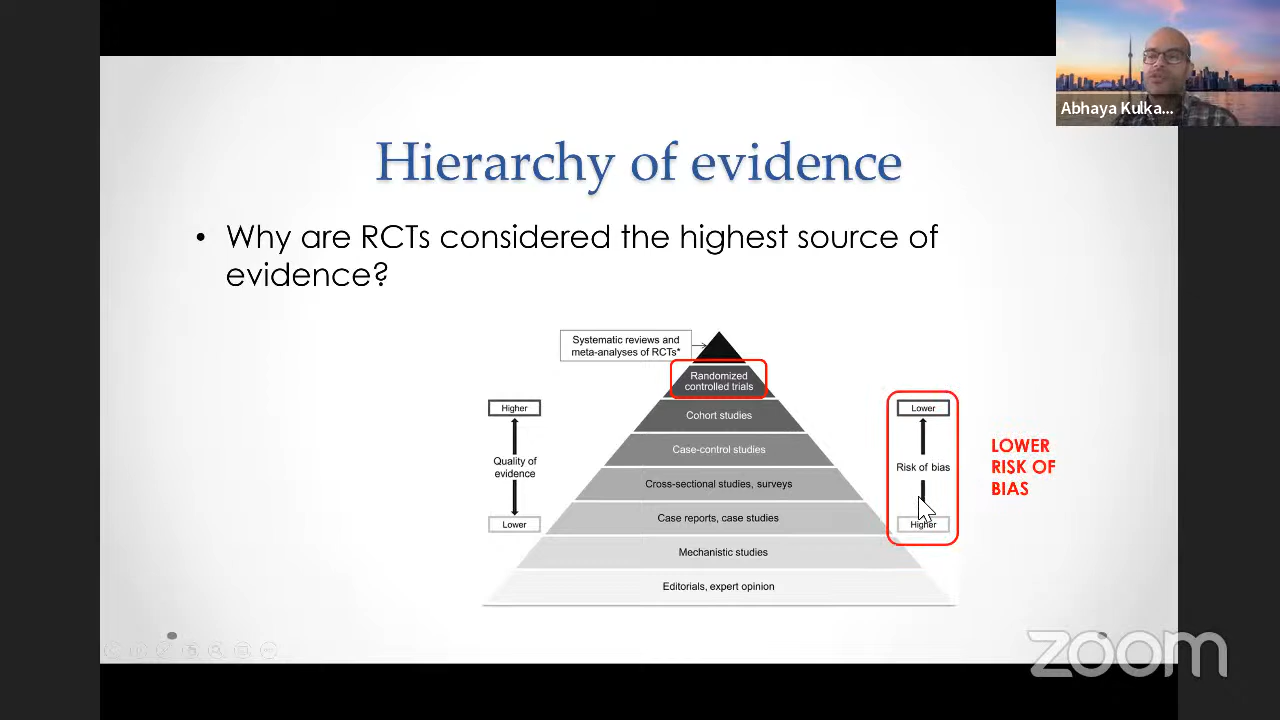 Abhaya Kulka...
Hierarchy of evidence
• Why are RCTs considered the highest source of
evidence?
Systematic reviews and
meta-analyses of RCTs*
Randomized
controlled trials
Cohort studies
Case-control studies
Cross-sectional studies, surveys
Case reports, case studies
Mechanistic studies
Editorials, expert opinion
Higher
Quality of
evidence
Lower
Lower
Risk of bias
Higher
LOWER
RISK OF
BIAS
zoom